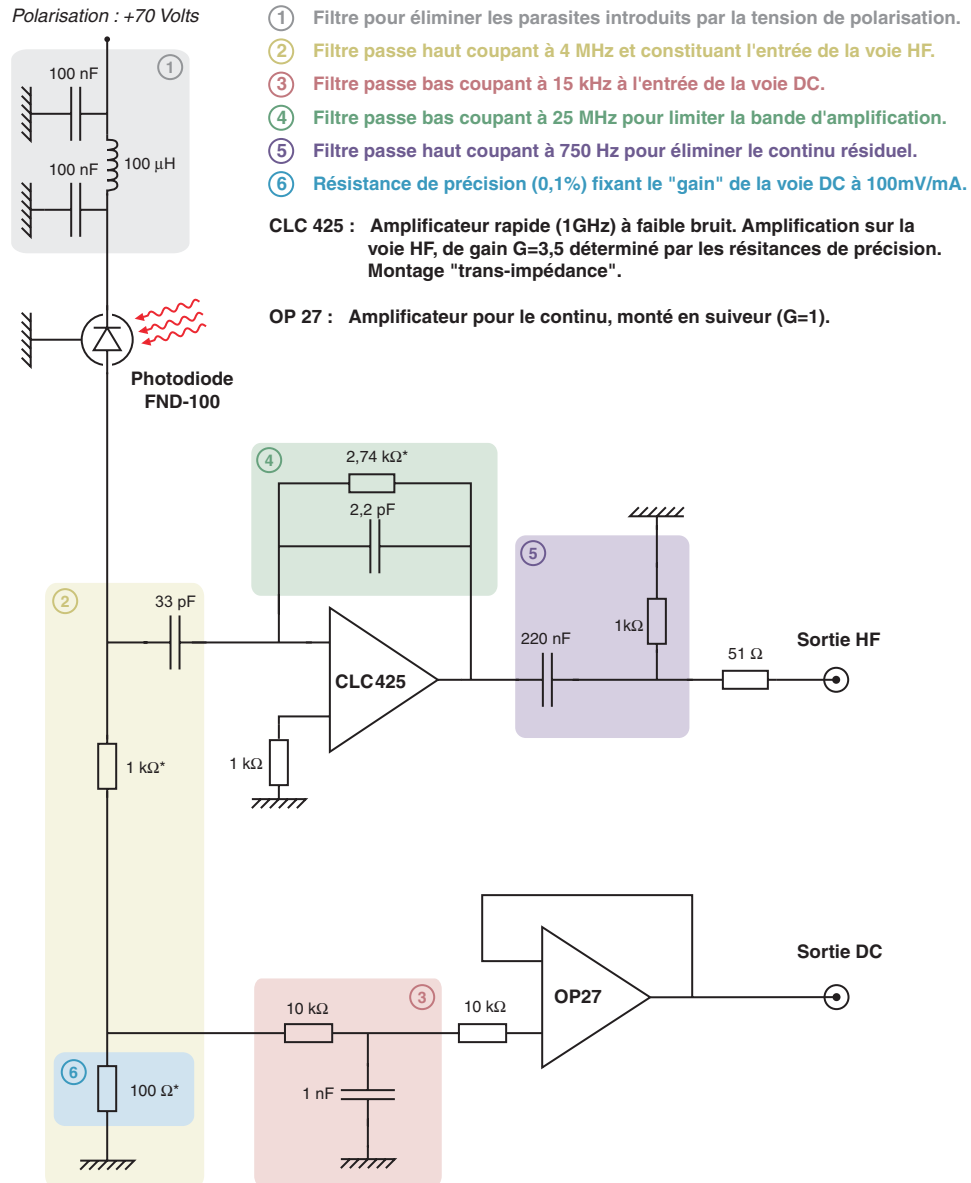 Polarisation : +70 Volts
1 Filtre pour éliminer les parasites introduits par la tension de polarisation.
2 Filtre passe haut coupant à 4 MHz et constituant l'entrée de la voie HF.
3 Filtre passe bas coupant à 15 kHz à l'entrée de la voie DC.
4 Filtre passe bas coupant à 25 MHz pour limiter la bande d'amplification.
5 Filtre passe haut coupant à 750 Hz pour éliminer le continu résiduel.
6 Résistance de précision (0,1%) fixant le "gain" de la voie DC à 100mV/mA.
CLC 425 : Amplificateur rapide (1GHz) à faible bruit. Amplification sur la
voie HF, de gain G=3,5 déterminé par les résitances de précision.
Montage "trans-impédance".
OP 27 : Amplificateur pour le continu, monté en suiveur (G=1).
1
100 nF
100 nF
100 µH
Photodiode
FND-100
4
2,74 kΩ*
2,2 pF
2
33 pF
CLC425
1 kΩ
5
220 nF
1kΩ
51 Ω
Sortie HF
1 kΩ*
3
10 kΩ
1 nF
10 kΩ
OP27
Sortie DC
6
100 Ω*